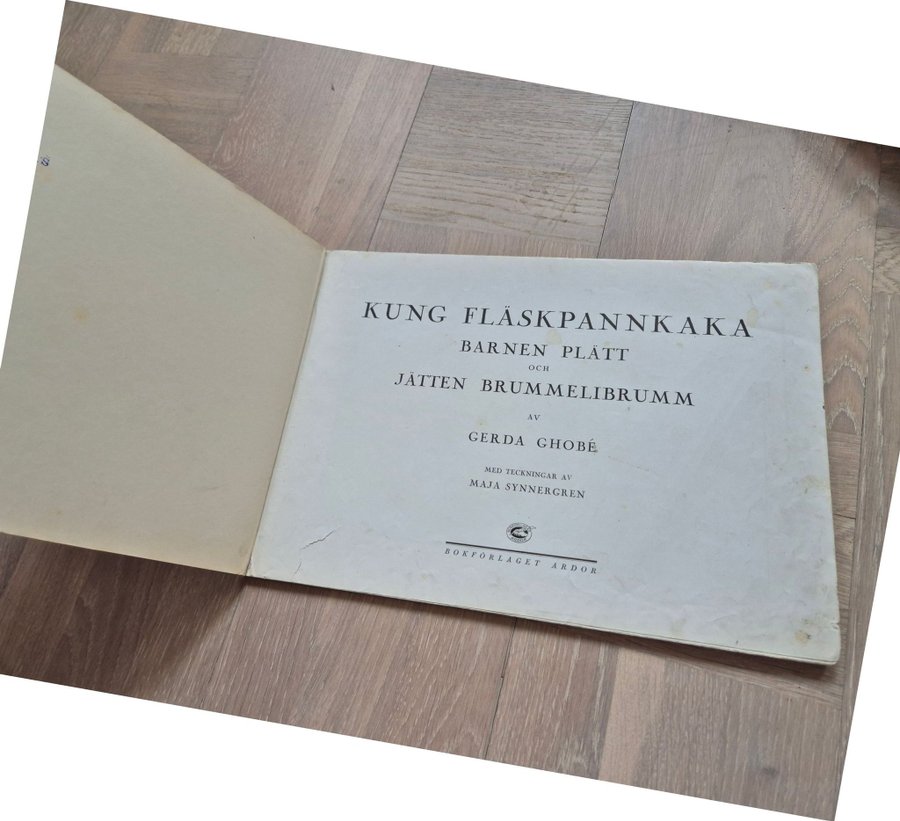 S
KUNG FLÄSKPANNKAKA
BARNEN PLÄTT
OCH
JÄTTEN BRUMMELIBRUMM
AV
GERDA GHOBÉ
MED TECKNINGAR AV
MAJA SYNNERGREN
BOKFÖRLAGET ARDOR